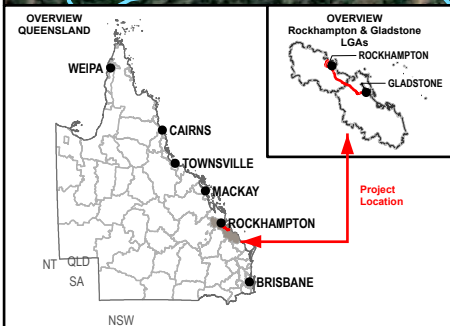 OVERVIEW
QUEENSLAND
WEIPA
CAIRNS
TOWNSVILLE
MACKAY
ROCKHAMPTON
BRISBANE
NT QLD
SA
NSW
OVERVIEW
Rockhampton & Gladstone
LGAs
ROCKHAMPTON
GLADSTONE
Project
Location